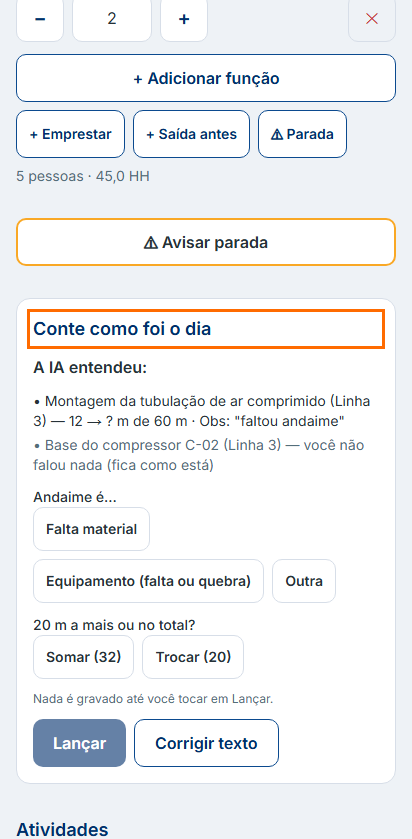 − 2 +
+ Adicionar função
+ Emprestar + Saída antes ⚠ Parada
5 pessoas · 45,0 HH
⚠ Avisar parada
Conte como foi o dia
A IA entendeu:
• Montagem da tubulação de ar comprimido (Linha
3) — 12 → ? m de 60 m · Obs: "faltou andaime"
• Base do compressor C-02 (Linha 3) — você não
falou nada (fica como está)
Andaime é...
Falta material
Equipamento (falta ou quebra) Outra
20 m a mais ou no total?
Somar (32) Trocar (20)
Nada é gravado até você tocar em Lançar.
Lançar Corrigir texto
Atividades